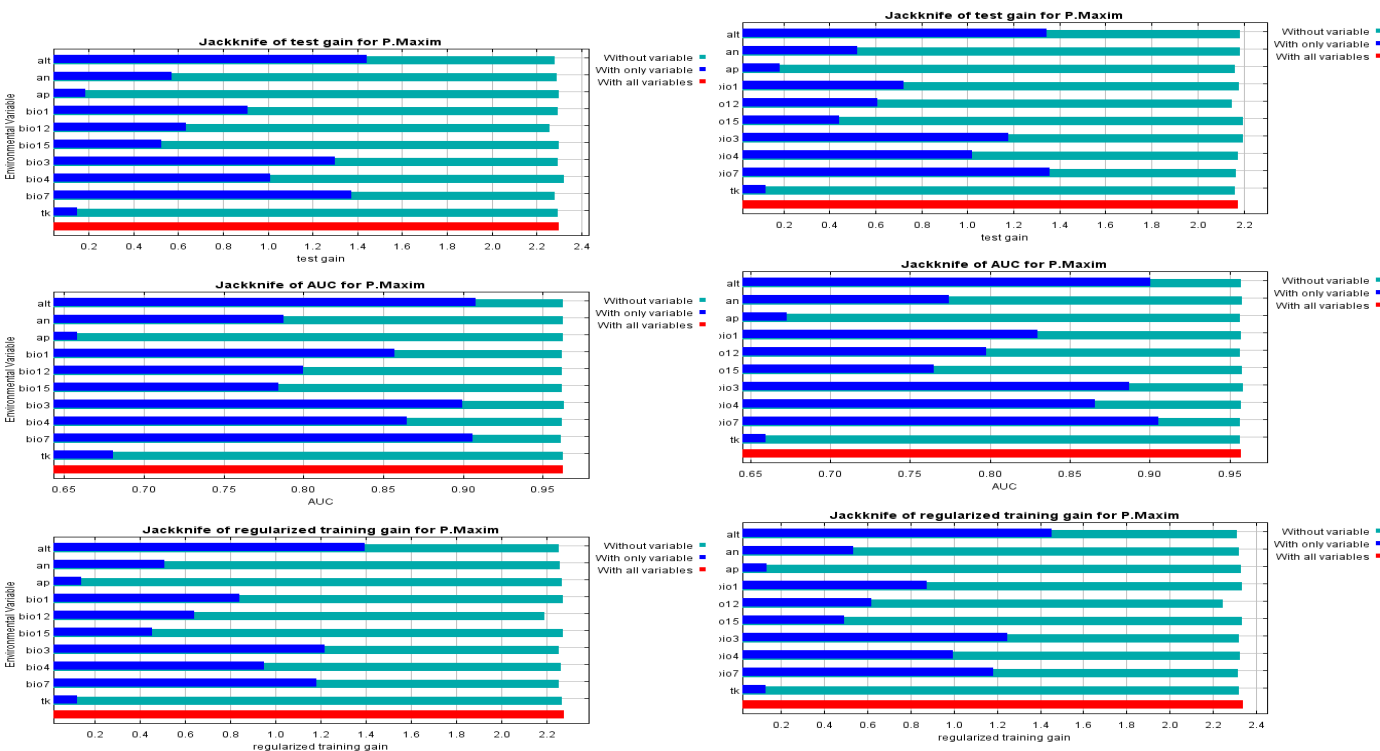 Jackknife of test gain for P.Maxim
Environmental Variable
alt
an
ap
bio1
bio12
bio15
bio3
bio4
bio7
tk
0.2 0.4 0.6 0.8 1.0 1.2 1.4 1.6 1.8 2.0 2.2 2.4
test gain
Without variable
With only variable
With all variables
Jackknife of test gain for P.Maxim
alt
an
ap
bio1
o12
o15
bio3
bio4
bio7
tk
0.2 0.4 0.6 0.8 1.0 1.2 1.4 1.6 1.8 2.0 2.2
test gain
Without variable
With only variable
With all variables
Jackknife of AUC for P.Maxim
Environmental Variable
alt
an
ap
bio1
bio12
bio15
bio3
bio4
bio7
tk
0.65 0.70 0.75 0.80 0.85 0.90 0.95
AUC
Without variable
With only variable
With all variables
Jackknife of AUC for P.Maxim
alt
an
ap
bio1
o12
o15
bio3
bio4
bio7
tk
0.65 0.70 0.75 0.80 0.85 0.90 0.95
AUC
Without variable
With only variable
With all variables
Jackknife of regularized training gain for P.Maxim
Environmental Variable
alt
an
ap
bio1
bio12
bio15
bio3
bio4
bio7
tk
0.2 0.4 0.6 0.8 1.0 1.2 1.4 1.6 1.8 2.0 2.2
regularized training gain
Without variable
With only variable
With all variables
Jackknife of regularized training gain for P.Maxim
alt
an
ap
bio1
o12
o15
bio3
bio4
bio7
tk
0.2 0.4 0.6 0.8 1.0 1.2 1.4 1.6 1.8 2.0 2.2 2.4
regularized training gain
Without variable
With only variable
With all variables